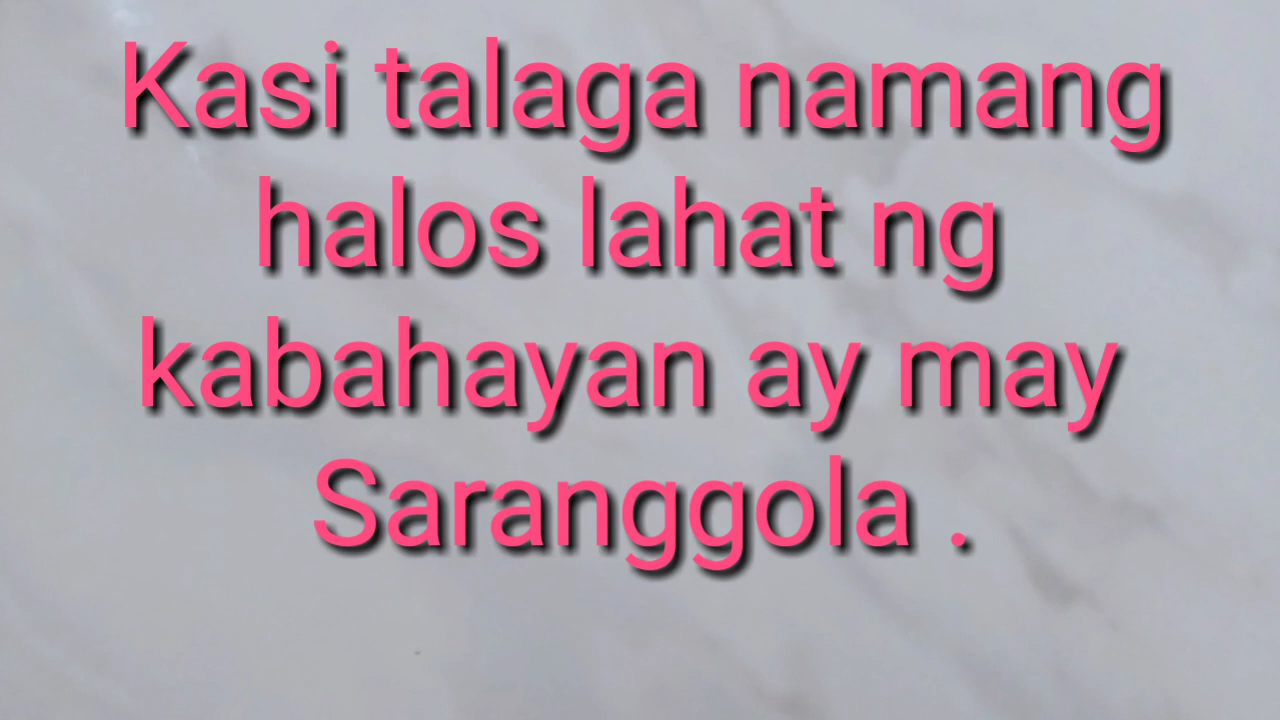 Kasi talaga namang
halos lahat ng
kabahayan ay may
Saranggola .